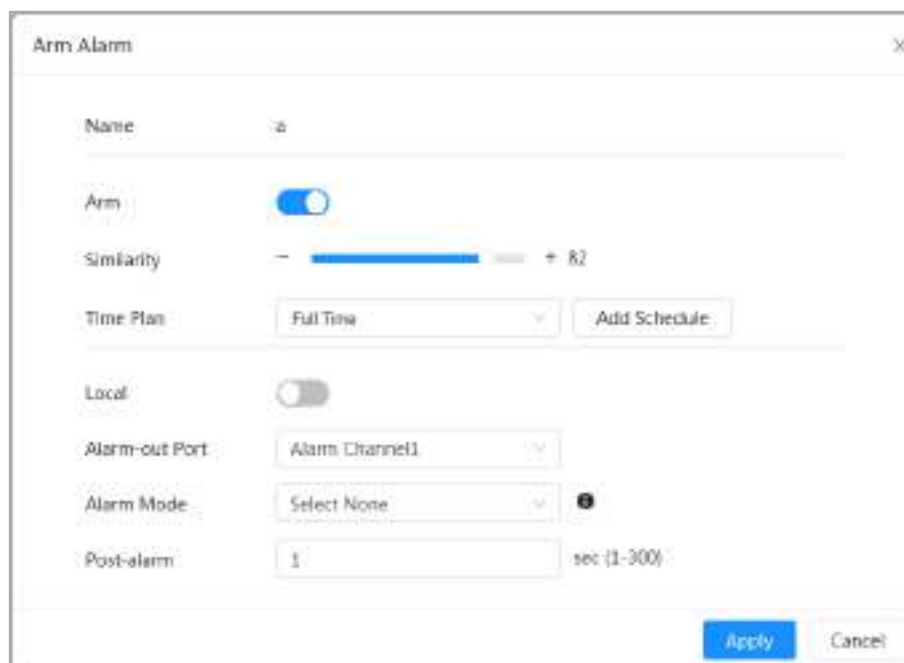 Arm Alarm
Name a
Arm
Similarity − + 82
Time Plan Full Time Add Schedule
Local
Alarm-out Port Alarm Channel1
Alarm Mode Select None
Post-alarm 1 sec (1-300)
Apply Cancel